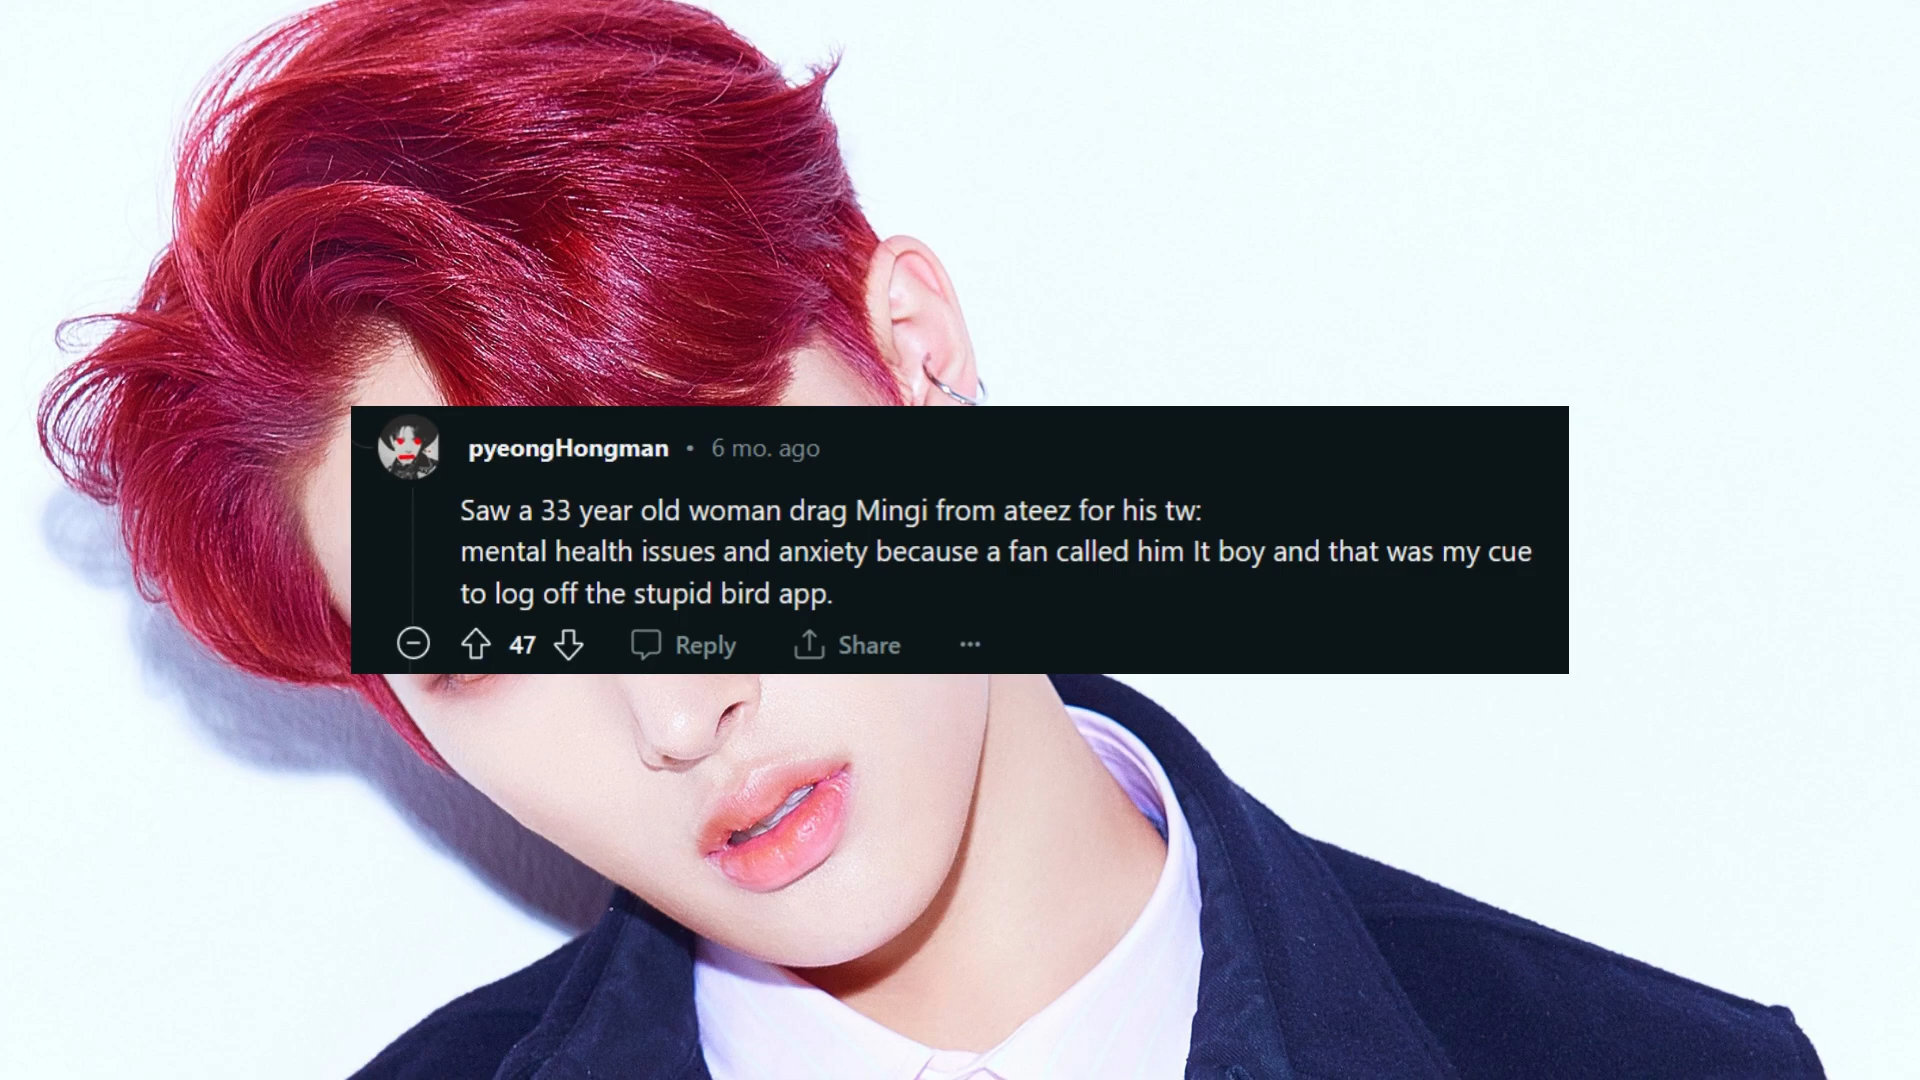 pyeongHongman • 6 mo. ago
Saw a 33 year old woman drag Mingi from ateez for his tw:
mental health issues and anxiety because a fan called him It boy and that was my cue
to log off the stupid bird app.
47 Reply Share ...